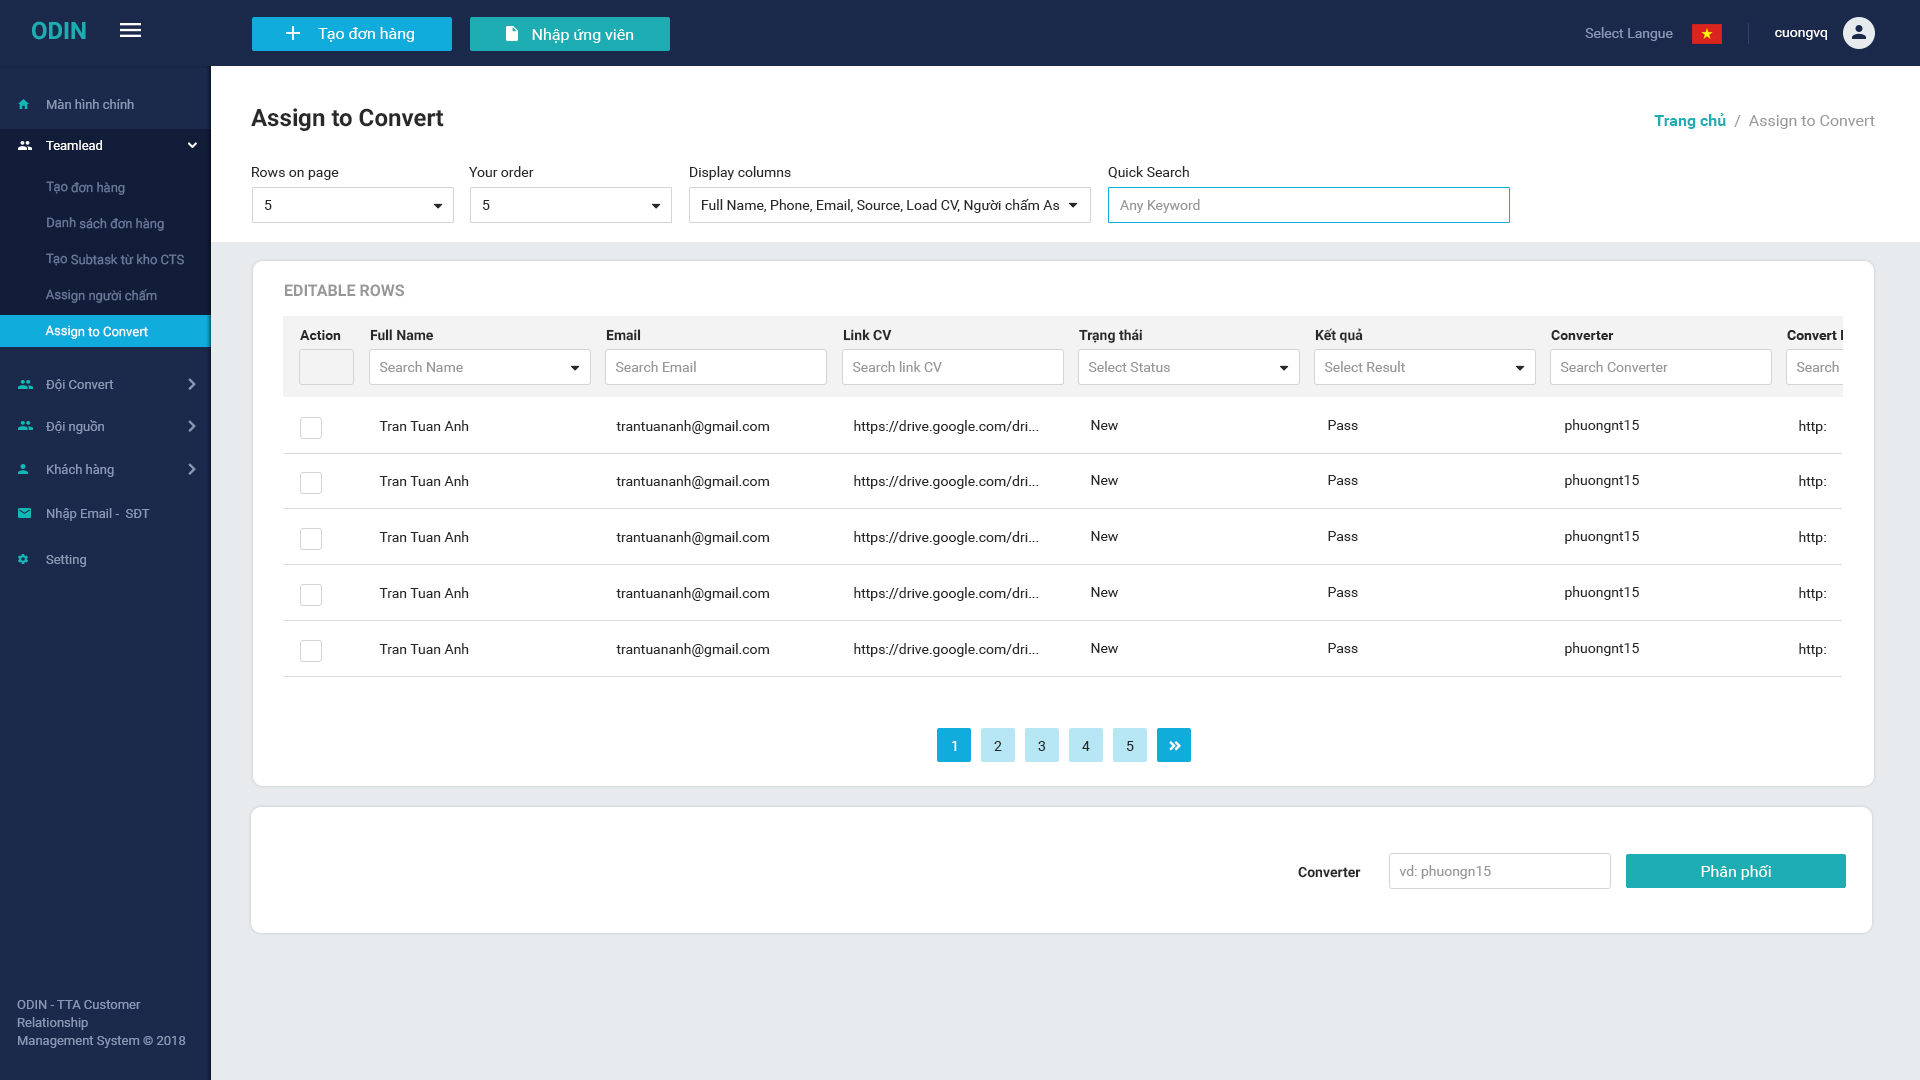 ODIN
Tạo đơn hàng
Nhập ứng viên
Select Langue
cuongvq
Màn hình chính
Teamlead
Tạo đơn hàng
Danh sách đơn hàng
Tạo Subtask từ kho CTS
Assign người chấm
Assign to Convert
Đội Convert
Đội nguồn
Khách hàng
Nhập Email - SĐT
Setting
ODIN - TTA Customer
Relationship
Management System © 2018
Assign to Convert
Trang chủ / Assign to Convert
Rows on page
Your order
Display columns
Quick Search
5
5
Full Name, Phone, Email, Source, Load CV, Người chấm As
Any Keyword
EDITABLE ROWS
Action Full Name Email Link CV Trạng thái Kết quả Converter Convert
Search Name Search Email Search link CV Select Status Select Result Search Converter Search
Tran Tuan Anh trantuananh@gmail.com https://drive.google.com/dri... New Pass phuongnt15 http:
Tran Tuan Anh trantuananh@gmail.com https://drive.google.com/dri... New Pass phuongnt15 http:
Tran Tuan Anh trantuananh@gmail.com https://drive.google.com/dri... New Pass phuongnt15 http:
Tran Tuan Anh trantuananh@gmail.com https://drive.google.com/dri... New Pass phuongnt15 http:
Tran Tuan Anh trantuananh@gmail.com https://drive.google.com/dri... New Pass phuongnt15 http:
1 2 3 4 5 »
Converter vd: phuongn15 Phân phối